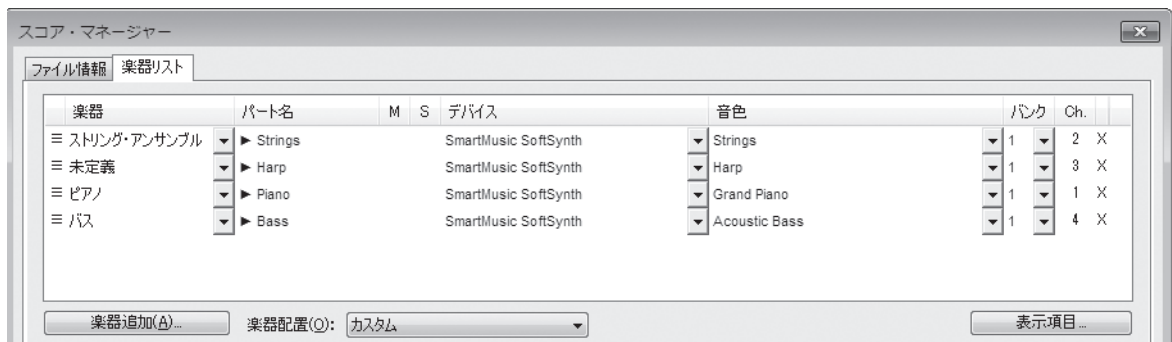 スコア・マネージャー
ファイル情報 楽器リスト
楽器 パート名 M S デバイス 音色 バンク Ch.
ストリング・アンサンブル Strings SmartMusic SoftSynth Strings 1 2 X
未定義 Harp SmartMusic SoftSynth Harp 1 3 X
ピアノ Piano SmartMusic SoftSynth Grand Piano 1 1 X
バス Bass SmartMusic SoftSynth Acoustic Bass 1 4 X
楽器追加(A)... 楽器配置(O): カスタム 表示項目...